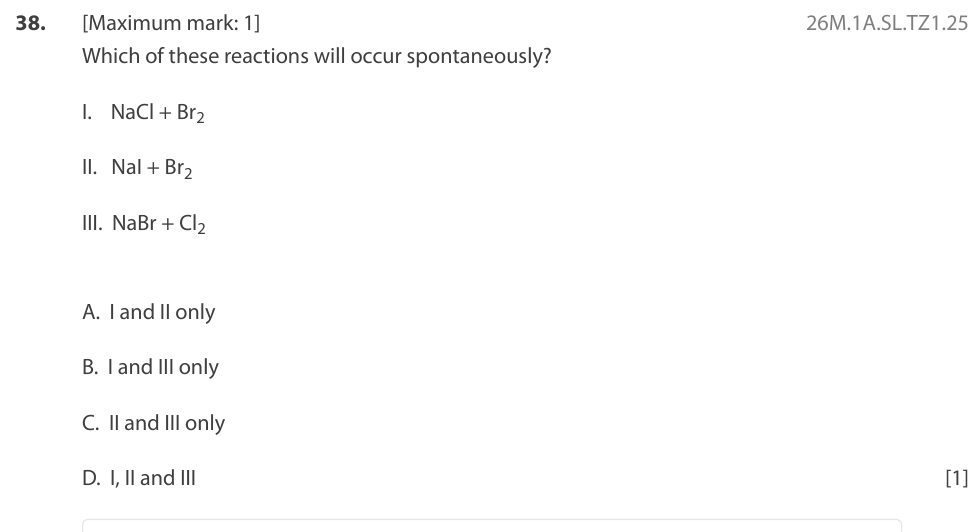 38. [Maximum mark: 1] 26M.1A.SL.TZ1.25
Which of these reactions will occur spontaneously?
I. NaCl + Br₂
II. NaI + Br₂
III. NaBr + Cl₂
A. I and II only
B. I and III only
C. II and III only
D. I, II and III [1]